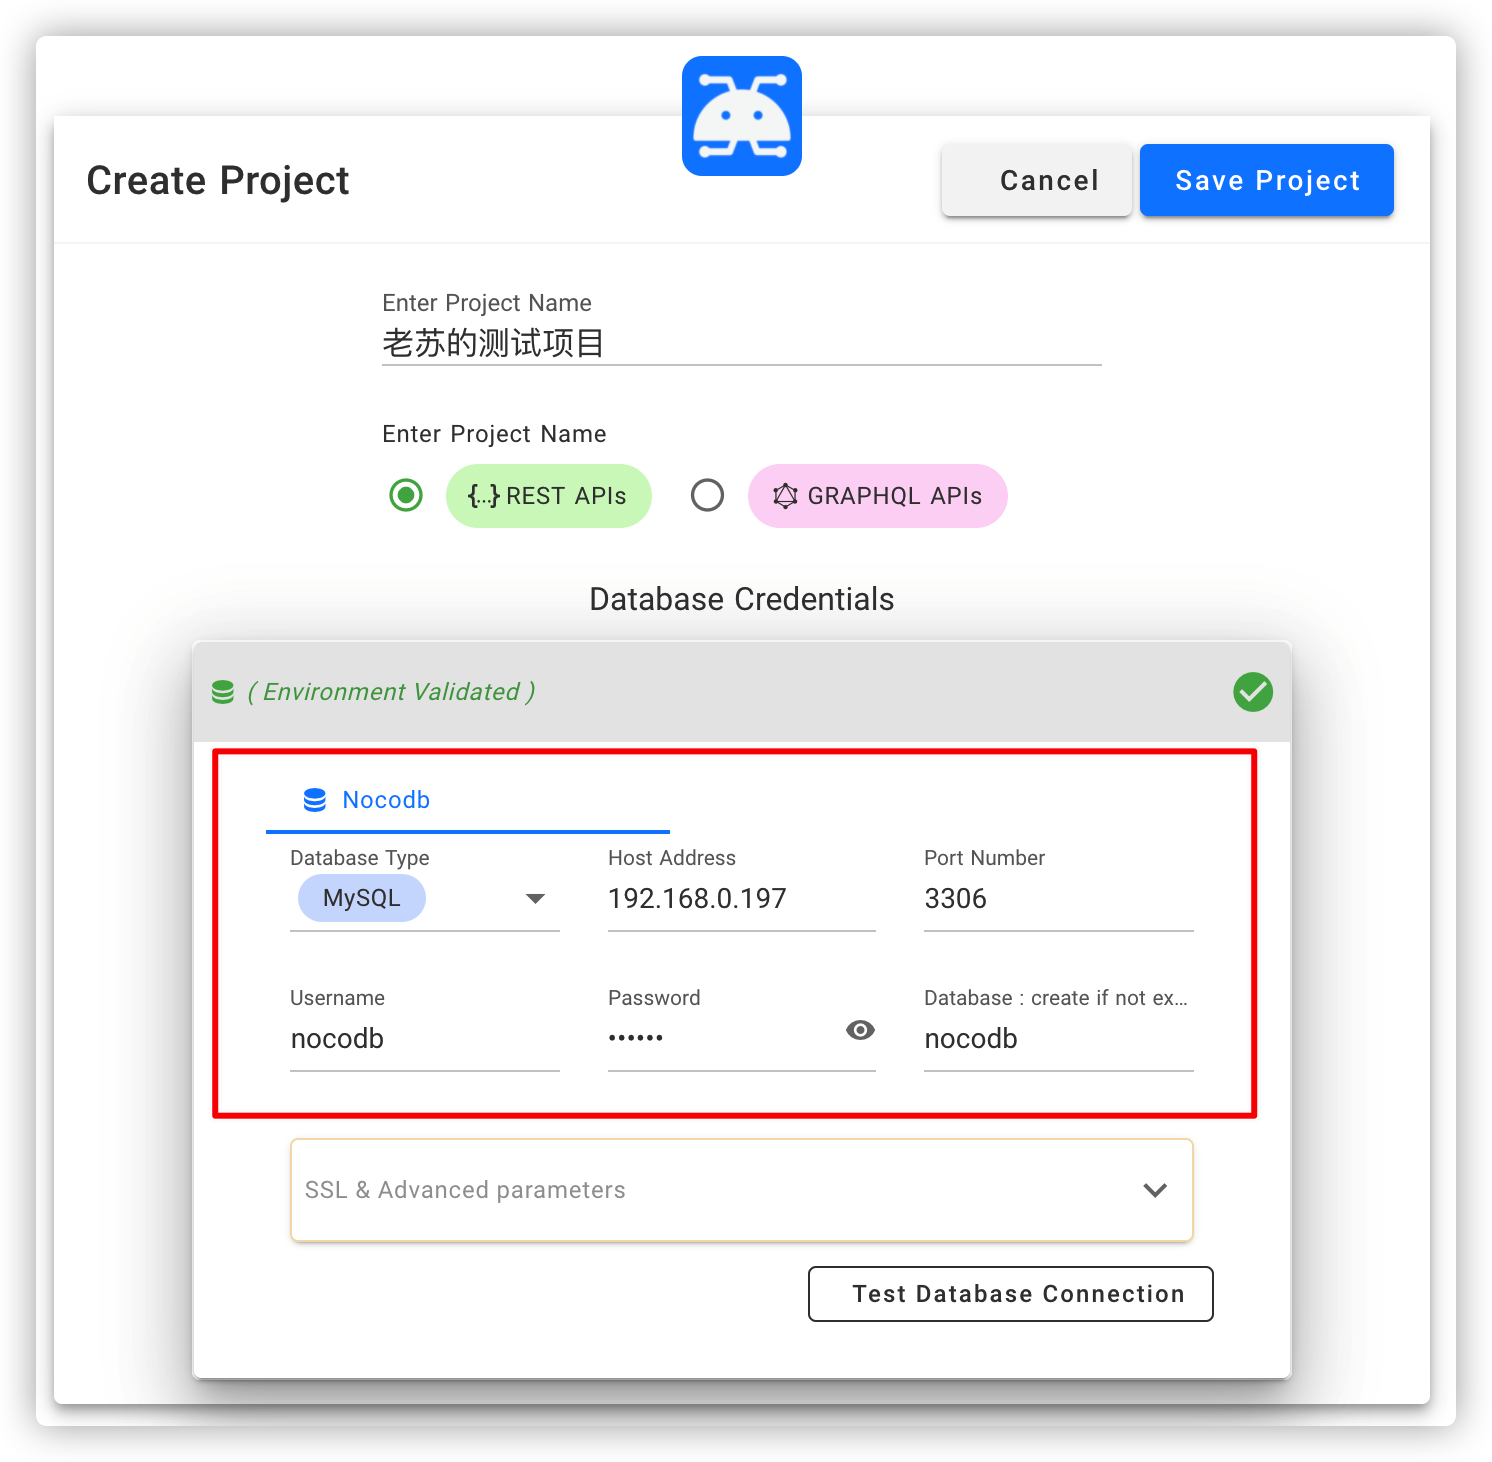 Create Project
Cancel
Save Project
Enter Project Name
老苏的测试项目
Enter Project Name
{...} REST APIs
GRAPHQL APIs
Database Credentials
( Environment Validated )
Nocodb
Database Type
Host Address
Port Number
MySQL
192.168.0.197
3306
Username
Password
Database : create if not ex...
nocodb
••••••
nocodb
SSL & Advanced parameters
Test Database Connection